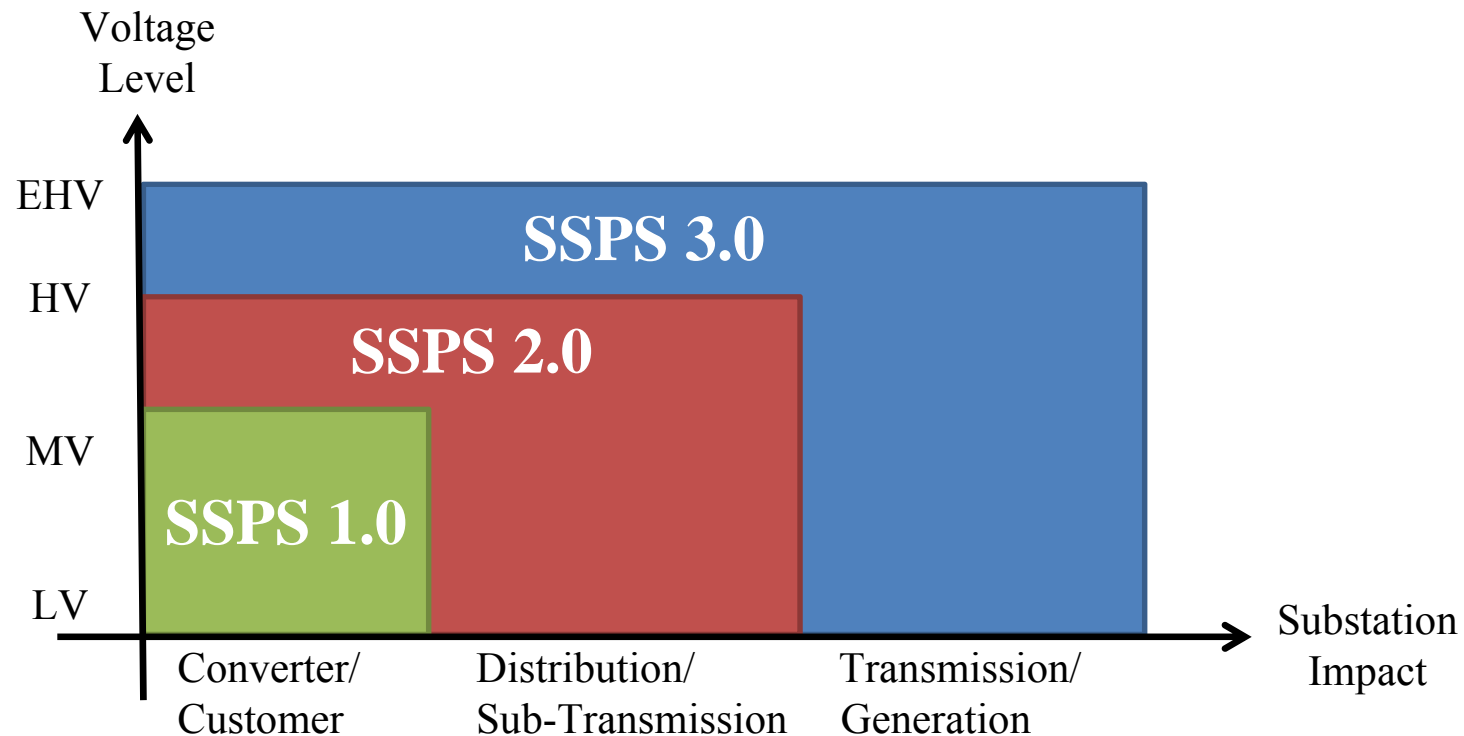 Voltage
Level
EHV
SSPS 3.0
HV
SSPS 2.0
MV
SSPS 1.0
LV
Substation
Impact
Converter/
Customer
Distribution/
Sub-Transmission
Transmission/
Generation